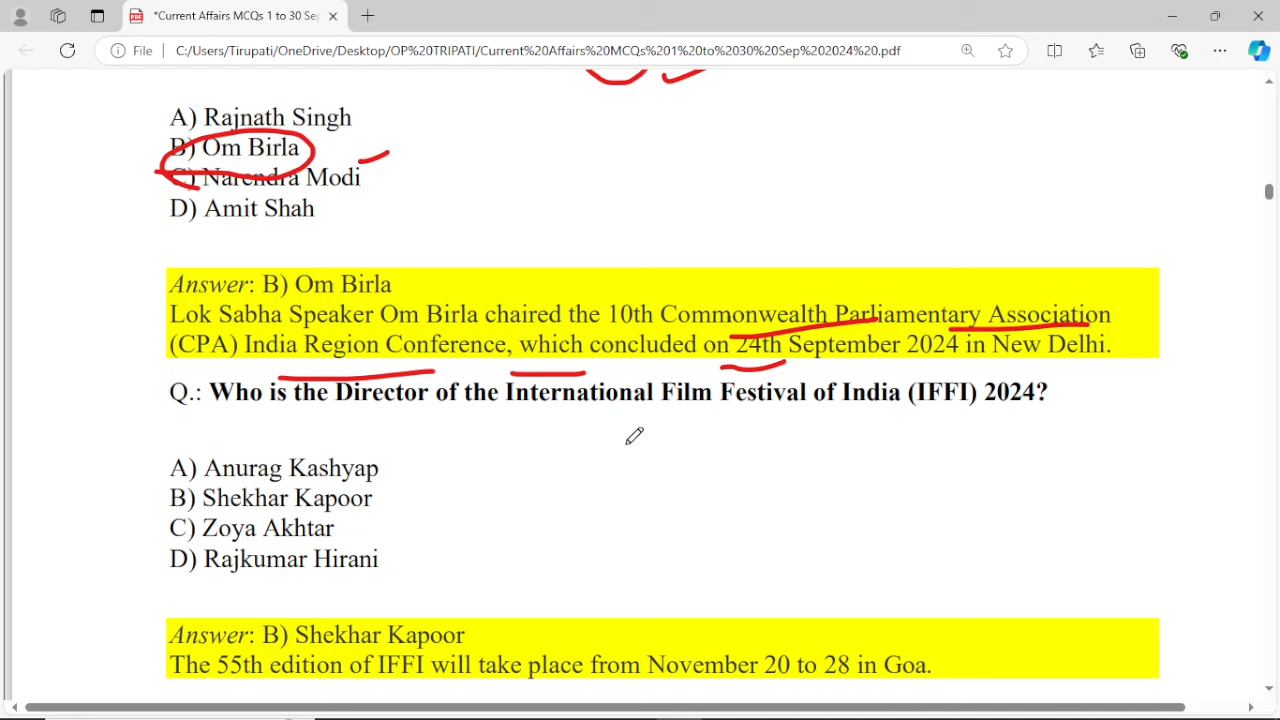 *Current Affairs MCQs 1 to 30 Sep
File
C:/Users/Tirupati/OneDrive/Desktop/OP%20TRIPATI/Current%20Affairs%20MCQs%201%20to%2030%20Sep%202024%20.pdf
A) Rajnath Singh
B) Om Birla
C) Narendra Modi
D) Amit Shah
Answer: B) Om Birla
Lok Sabha Speaker Om Birla chaired the 10th Commonwealth Parliamentary Association
(CPA) India Region Conference, which concluded on 24th September 2024 in New Delhi.
Q.: Who is the Director of the International Film Festival of India (IFFI) 2024?
A) Anurag Kashyap
B) Shekhar Kapoor
C) Zoya Akhtar
D) Rajkumar Hirani
Answer: B) Shekhar Kapoor
The 55th edition of IFFI will take place from November 20 to 28 in Goa.